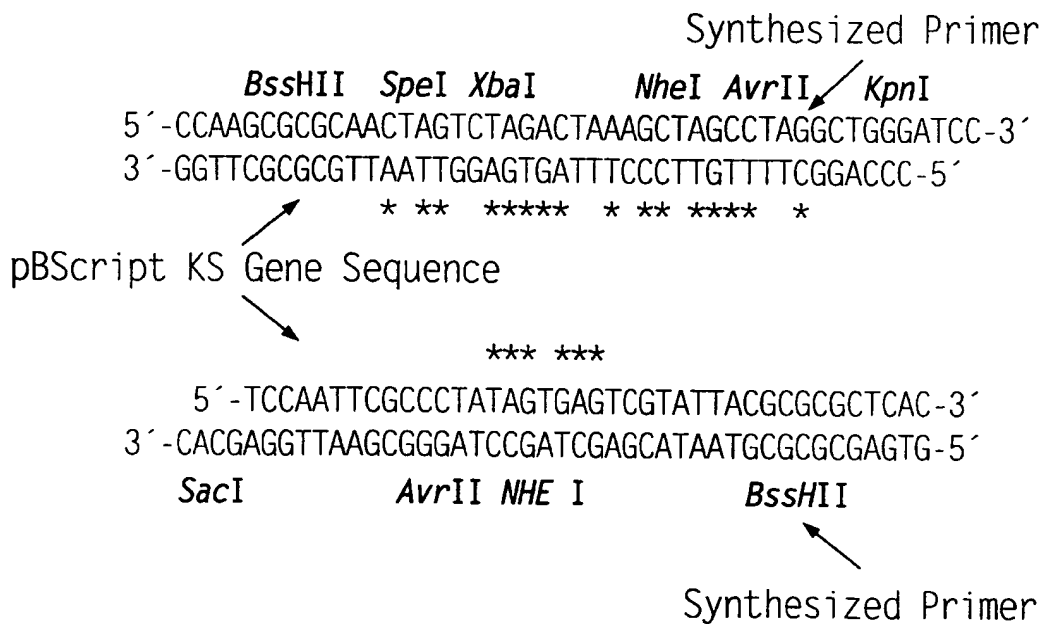 Synthesized Primer
BssHII SpeI XbaI NheI AvrII KpnI
5´-CCAAGCGCGCAACTAGTCTAGACTAAAGCTAGCCTAGGCTGGGATCC-3´
3´-GGTTCGCGCGTTAATTGGAGTGATTTCCCTTGTTTTCGGACCC-5´
* ** ***** * ** **** *
pBScript KS Gene Sequence
*** ***
5´-TCCAATTCGCCCTATAGTGAGTCGTATTACGCGCGCTCAC-3´
3´-CACGAGGTTAAGCGGGATCCGATCGAGCATAATGCGCGCGAGTG-5´
SacI AvrII NHE I BssHII
Synthesized Primer